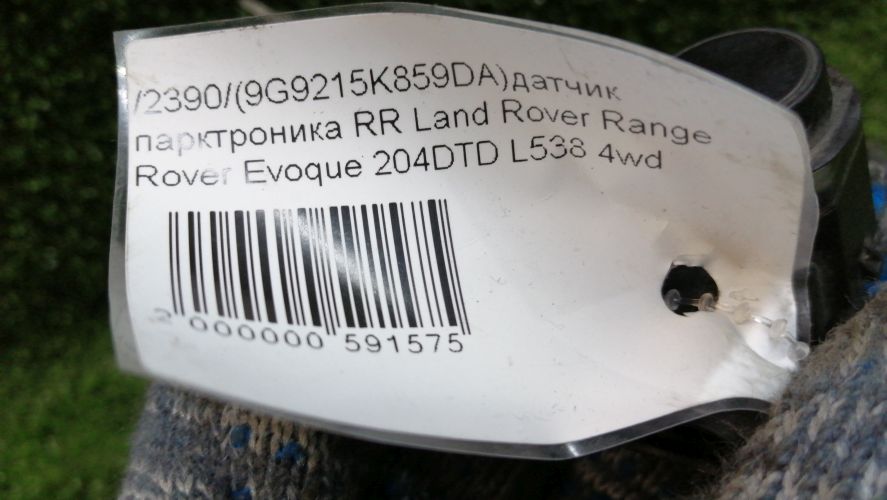 /2390/(9G9215K859DA)датчик
парктроника RR Land Rover Range
Rover Evoque 204DTD L538 4wd
2 000000 591575